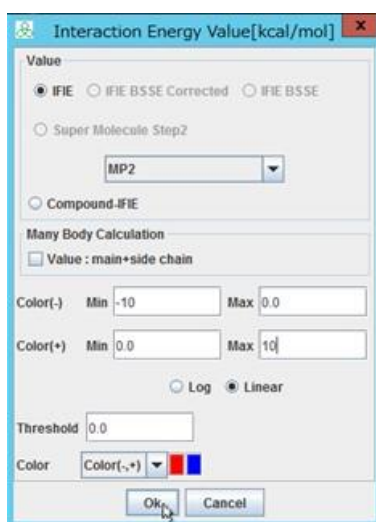 Interaction Energy Value[kcal/mol] x
Value
IFIE IFIE BSSE Corrected IFIE BSSE
Super Molecule Step2
MP2
Compound-IFIE
Many Body Calculation
Value : main+side chain
Color(-) Min -10 Max 0.0
Color(+) Min 0.0 Max 10
Log Linear
Threshold 0.0
Color Color(-,+)
Ok Cancel